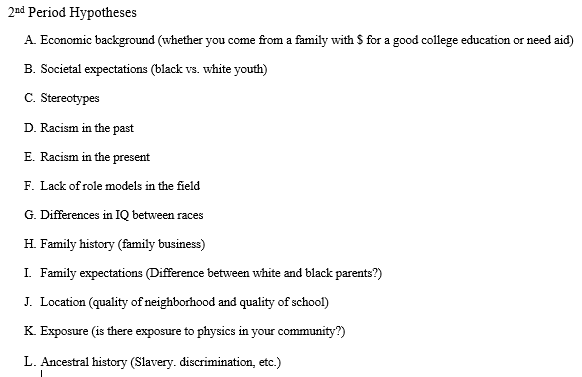 2nd Period Hypotheses
A. Economic background (whether you come from a family with $ for a good college education or need aid)
B. Societal expectations (black vs. white youth)
C. Stereotypes
D. Racism in the past
E. Racism in the present
F. Lack of role models in the field
G. Differences in IQ between races
H. Family history (family business)
I. Family expectations (Difference between white and black parents?)
J. Location (quality of neighborhood and quality of school)
K. Exposure (is there exposure to physics in your community?)
L. Ancestral history (Slavery. discrimination, etc.)